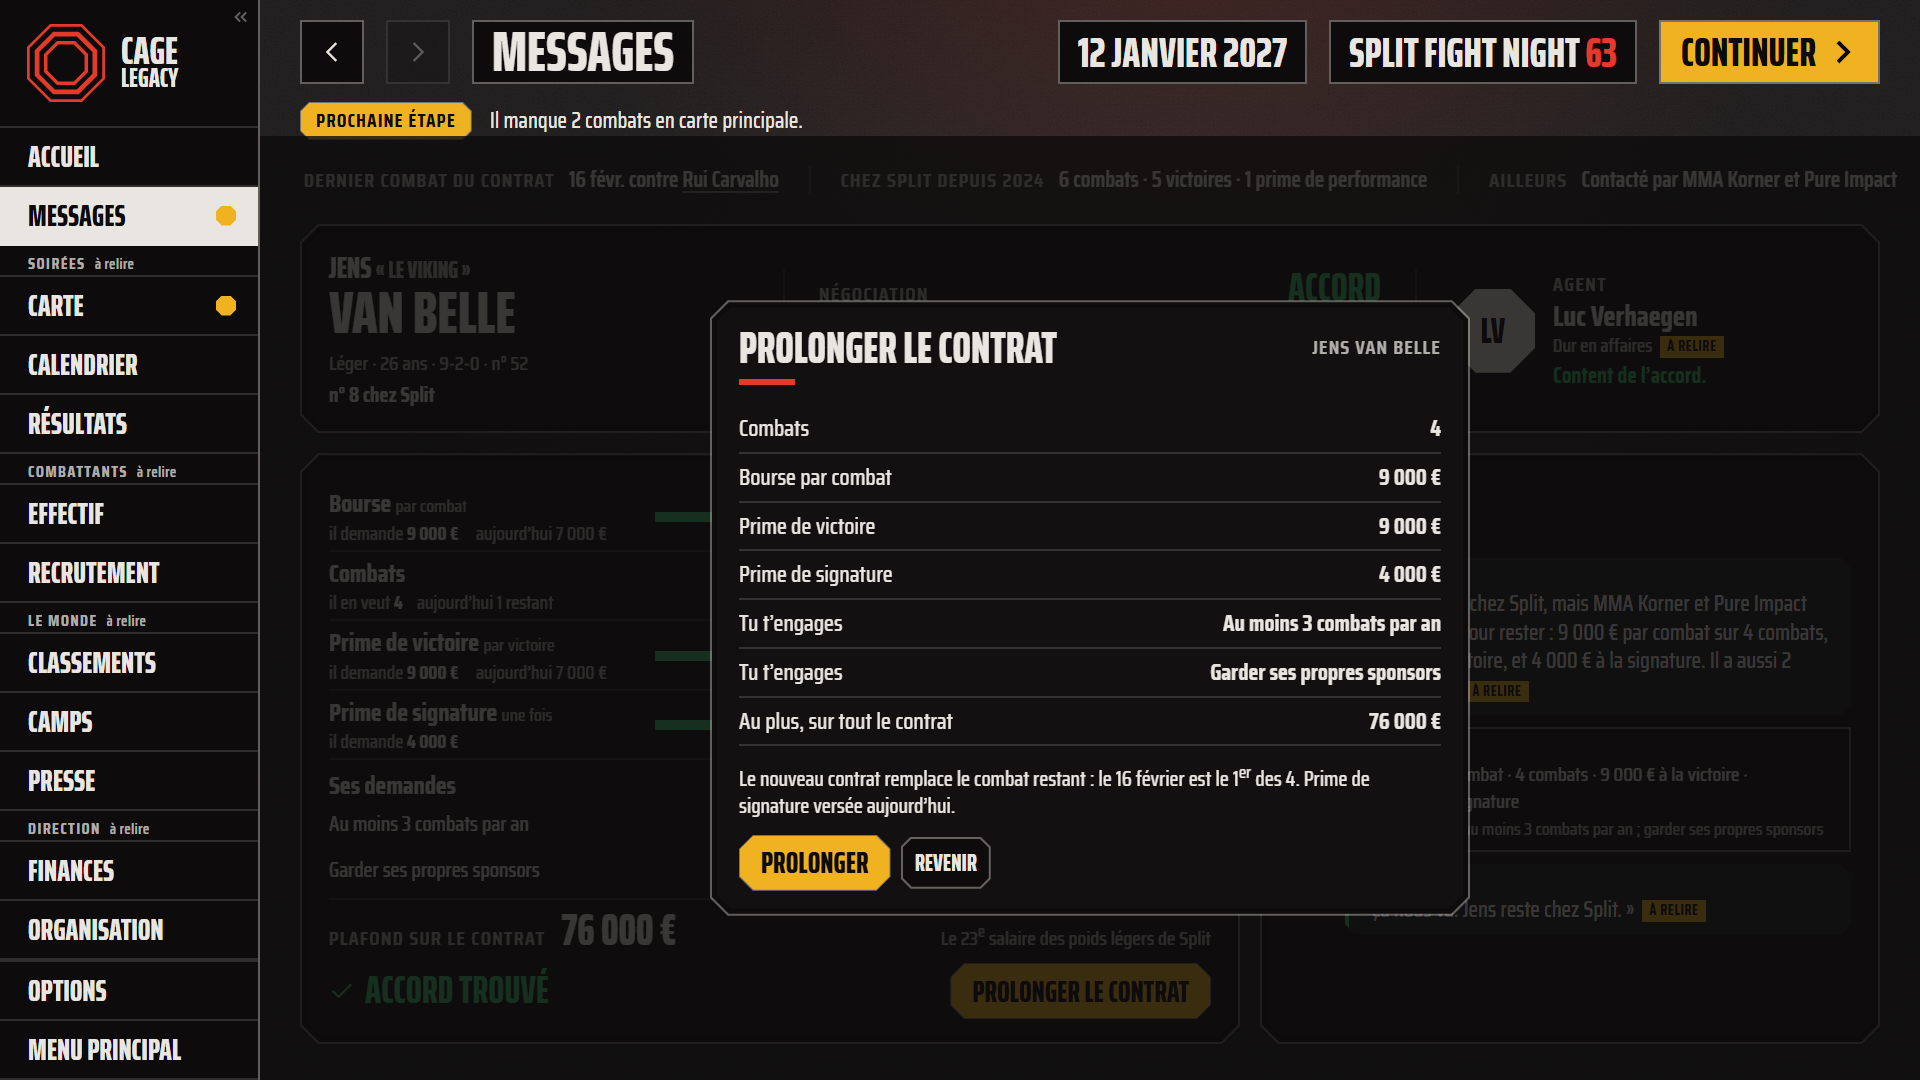 CAGE
LEGACY
«
ACCUEIL
MESSAGES
SOIRÉES à relire
CARTE
CALENDRIER
RÉSULTATS
COMBATTANTS à relire
EFFECTIF
RECRUTEMENT
LE MONDE à relire
CLASSEMENTS
CAMPS
PRESSE
DIRECTION à relire
FINANCES
ORGANISATION
OPTIONS
MENU PRINCIPAL
MESSAGES
12 JANVIER 2027
SPLIT FIGHT NIGHT 63
CONTINUER
PROCHAINE ÉTAPE Il manque 2 combats en carte principale.
DERNIER COMBAT DU CONTRAT 16 févr. contre Rui Carvalho
CHEZ SPLIT DEPUIS 2024 6 combats · 5 victoires · 1 prime de performance
AILLEURS Contacté par MMA Korner et Pure Impact
JENS « LE VIKING »
VAN BELLE
Léger · 26 ans · 9-2-0 · n° 52
n° 8 chez Split
NÉGOCIATION
ACCORD
LV
AGENT
Luc Verhaegen
Dur en affaires À RELIRE
Content de l'accord.
PROLONGER LE CONTRAT
JENS VAN BELLE
Combats 4
Bourse par combat 9 000 €
Prime de victoire 9 000 €
Prime de signature 4 000 €
Tu t'engages Au moins 3 combats par an
Tu t'engages Garder ses propres sponsors
Au plus, sur tout le contrat 76 000 €
Le nouveau contrat remplace le combat restant : le 16 février est le 1er des 4. Prime de
signature versée aujourd'hui.
PROLONGER
REVENIR
Bourse par combat
il demande 9 000 € aujourd'hui 7 000 €
Combats
il en veut 4 aujourd'hui 1 restant
Prime de victoire par victoire
il demande 9 000 € aujourd'hui 7 000 €
Prime de signature une fois
il demande 4 000 €
Ses demandes
Au moins 3 combats par an
Garder ses propres sponsors
PLAFOND SUR LE CONTRAT 76 000 €
Le 23e salaire des poids légers de Split
ACCORD TROUVÉ
PROLONGER LE CONTRAT
chez Split, mais MMA Korner et Pure Impact
our rester : 9 000 € par combat sur 4 combats,
toire, et 4 000 € à la signature. Il a aussi 2
À RELIRE
mbat · 4 combats · 9 000 € à la victoire ·
gnature
u moins 3 combats par an ; garder ses propres sponsors
Jens reste chez Split. » À RELIRE